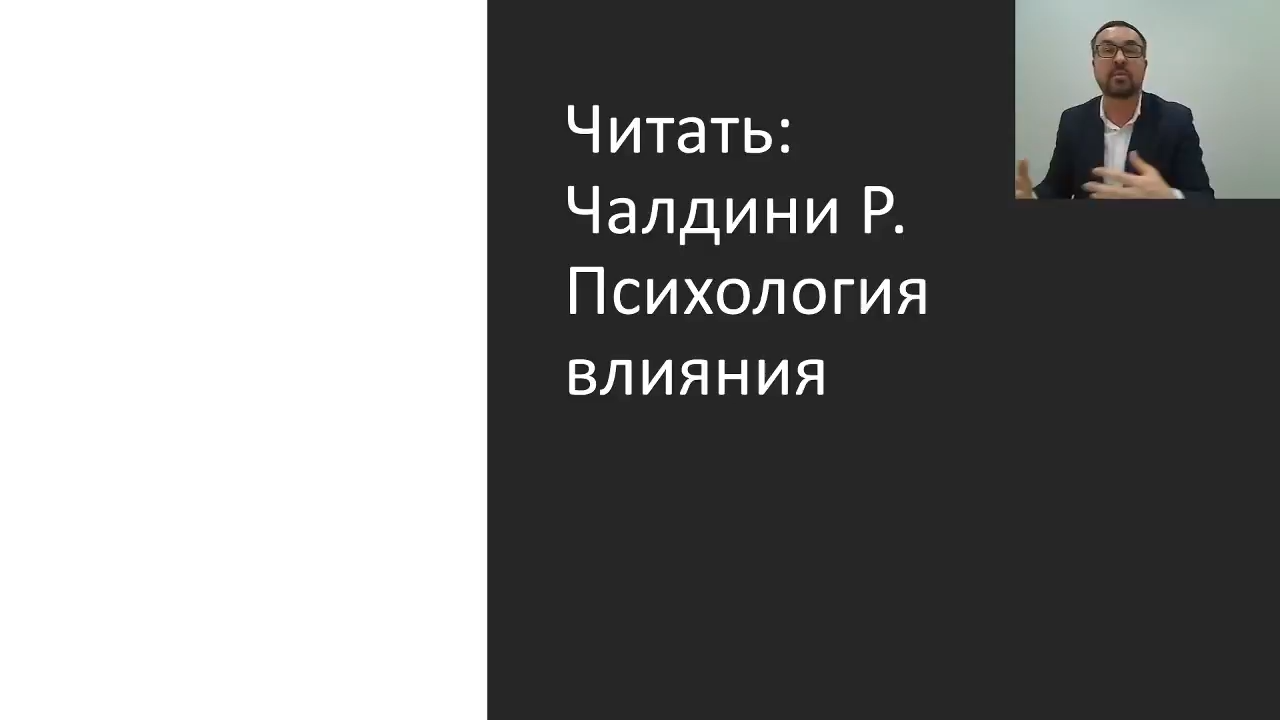 Читать:
Чалдини Р.
Психология
влияния